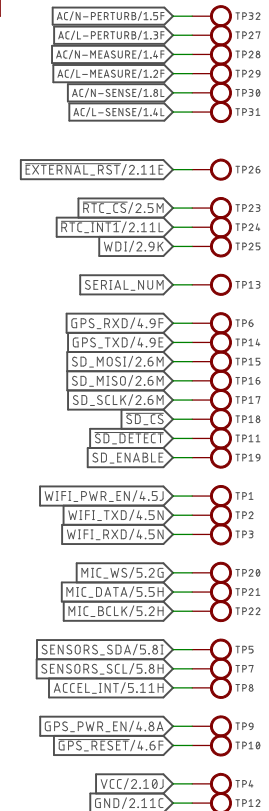 AC/N-PERTURB/1.5F TP32
AC/L-PERTURB/1.3F TP27
AC/N-MEASURE/1.4F TP28
AC/L-MEASURE/1.2F TP29
AC/N-SENSE/1.8L TP30
AC/L-SENSE/1.4L TP31
EXTERNAL_RST/2.11E TP26
RTC_CS/2.5M TP23
RTC_INT1/2.11L TP24
WDI/2.9K TP25
SERIAL_NUM TP13
GPS_RXD/4.9F TP6
GPS_TXD/4.9E TP14
SD_MOSI/2.6M TP15
SD_MISO/2.6M TP16
SD_SCLK/2.6M TP17
SD_CS TP18
SD_DETECT TP11
SD_ENABLE TP19
WIFI_PWR_EN/4.5J TP1
WIFI_TXD/4.5N TP2
WIFI_RXD/4.5N TP3
MIC_WS/5.2G TP20
MIC_DATA/5.5H TP21
MIC_BCLK/5.2H TP22
SENSORS_SDA/5.8I TP5
SENSORS_SCL/5.8H TP7
ACCEL_INT/5.11H TP8
GPS_PWR_EN/4.8A TP9
GPS_RESET/4.6F TP10
VCC/2.10J TP4
GND/2.11C TP12